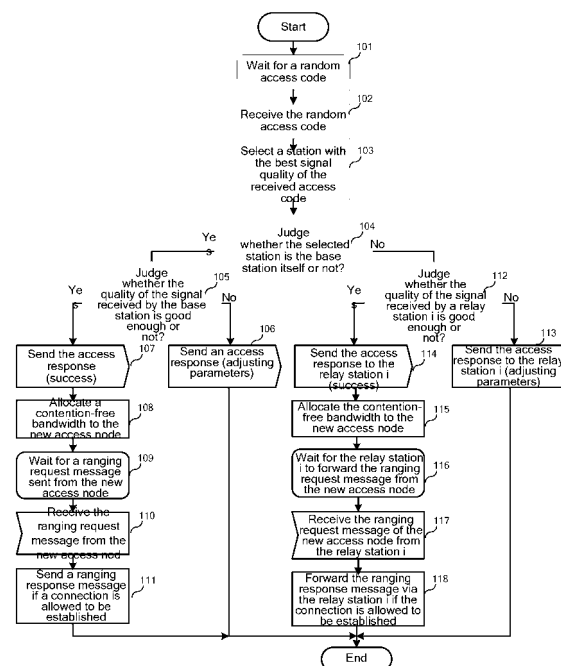 Start
101
Wait for a random
access code
102
Receive the random
access code
103
Select a station with
the best signal
quality of the
received access
code
104
Judge
whether the selected
station is the base
station itself or not?
Ye
s
No
105
Judge
whether the
quality of the signal
received by the base
station is good
enough or
not?
Ye
s
No
112
Judge
whether the
quality of the signal
received by a relay
station i is good
enough or
not?
Ye
s
No
107
Send the access
response
(success)
106
Send an access
response (adjusting
parameters)
114
Send the access
response to the
relay station i
(success)
113
Send the access
response to the relay
station i (adjusting
parameters)
108
Allocate a
contention-free
bandwidth to the
new access node
115
Allocate the contention-
free bandwidth to the
new access node
109
Wait for a ranging
request message
sent from the new
access node
116
Wait for the relay station
i to forward the ranging
request message from
the new access node
110
Receive the
ranging request
message from the
new access nod
117
Receive the ranging
request message of the
new access node from
the relay station i
111
Send a ranging
response message
if a connection is
allowed to be
established
118
Forward the ranging
response message via
the relay station i if the
connection is allowed to
be established
End